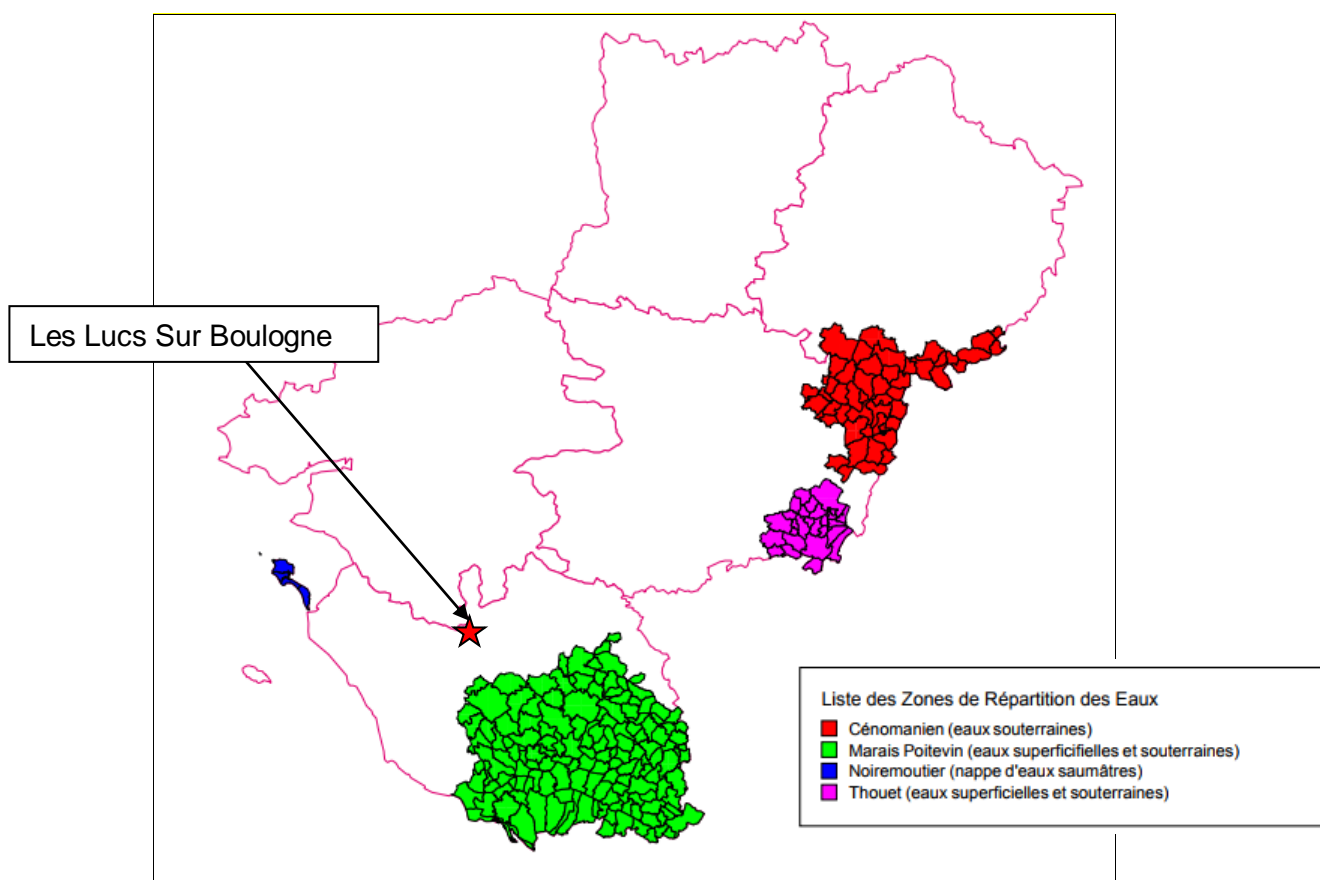 Les Lucs Sur Boulogne
Liste des Zones de Répartition des Eaux
Cénomanien (eaux souterraines)
Marais Poitevin (eaux superficifielles et souterraines)
Noiremoutier (nappe d'eaux saumâtres)
Thouet (eaux superficielles et souterraines)